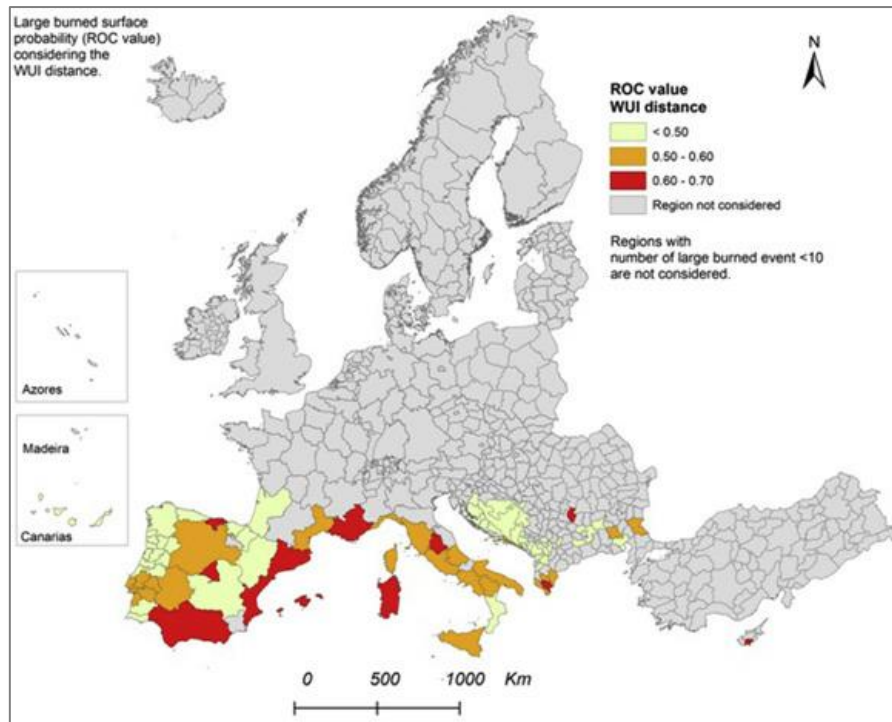 Large burned surface
probability (ROC value)
considering the
WUI distance.
N
ROC value
WUI distance
< 0.50
0.50 - 0.60
0.60 - 0.70
Region not considered
Regions with
number of large burned event <10
are not considered.
Azores
Madeira
Canarias
0 500 1000 Km